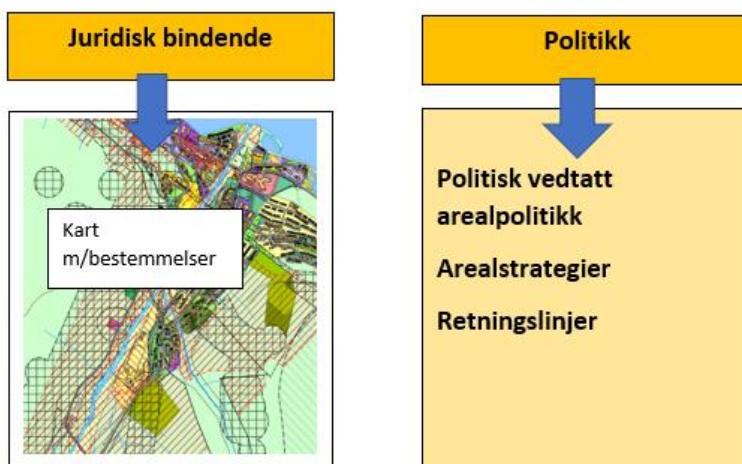 Juridisk bindende
Kart
m/bestemmelser
Politikk
Politisk vedtatt
arealpolitikk
Arealstrategier
Retningslinjer